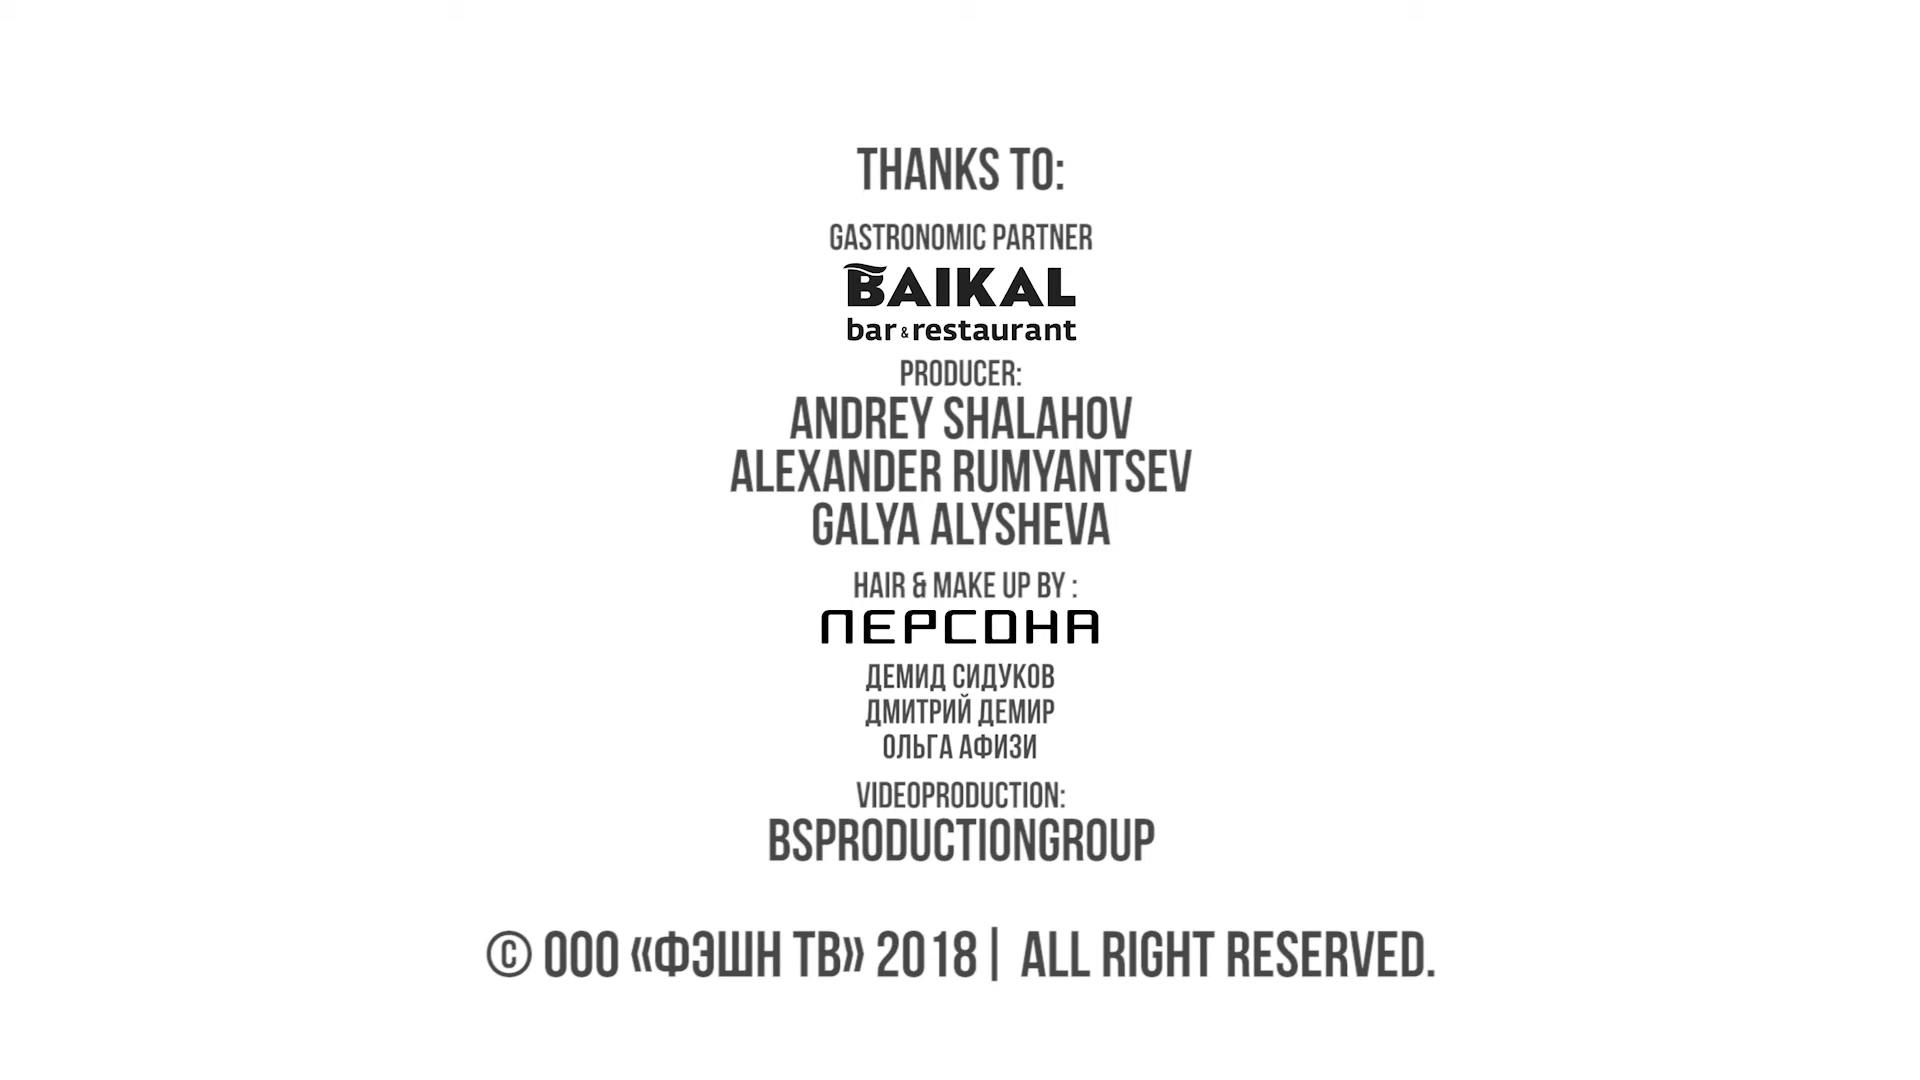 THANKS TO:
GASTRONOMIC PARTNER
BAIKAL
bar & restaurant
PRODUCER:
ANDREY SHALAHOV
ALEXANDER RUMYANTSEV
GALYA ALYSHEVA
HAIR & MAKE UP BY :
ПЕРСОНА
ДЕМИД СИДУКОВ
ДМИТРИЙ ДЕМИР
ОЛЬГА АФИЗИ
VIDEOPRODUCTION:
BSPRODUCTIONGROUP
© ООО «ФЭШН ТВ» 2018 | ALL RIGHT RESERVED.